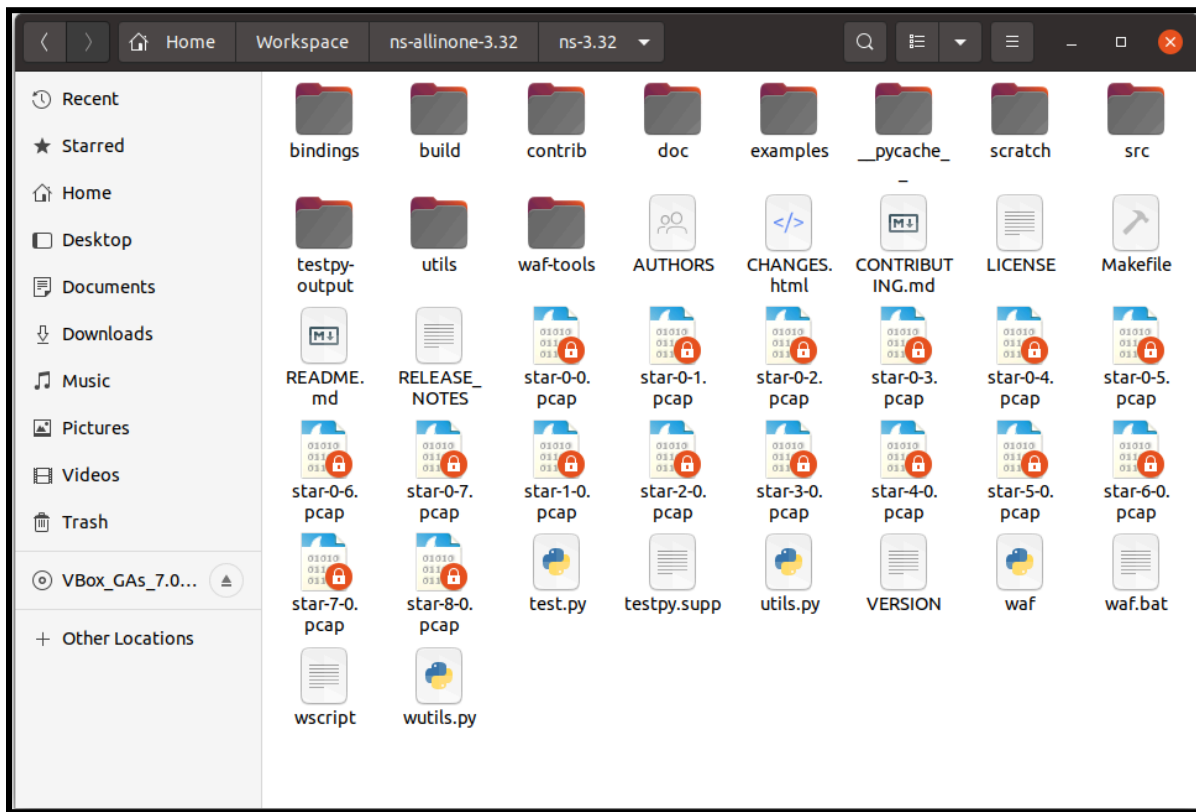 Home Workspace ns-allinone-3.32 ns-3.32
Recent
Starred
Home
Desktop
Documents
Downloads
Music
Pictures
Videos
Trash
VBox_GAs_7.0...
+ Other Locations
bindings build contrib doc examples __pycache_ scratch src
_
testpy- utils waf-tools AUTHORS CHANGES. CONTRIBUT LICENSE Makefile
output html ING.md
README. RELEASE_ star-0-0. star-0-1. star-0-2. star-0-3. star-0-4. star-0-5.
md NOTES pcap pcap pcap pcap pcap pcap
star-0-6. star-0-7. star-1-0. star-2-0. star-3-0. star-4-0. star-5-0. star-6-0.
pcap pcap pcap pcap pcap pcap pcap pcap
star-7-0. star-8-0. test.py testpy.supp utils.py VERSION waf waf.bat
pcap pcap
wscript wutils.py